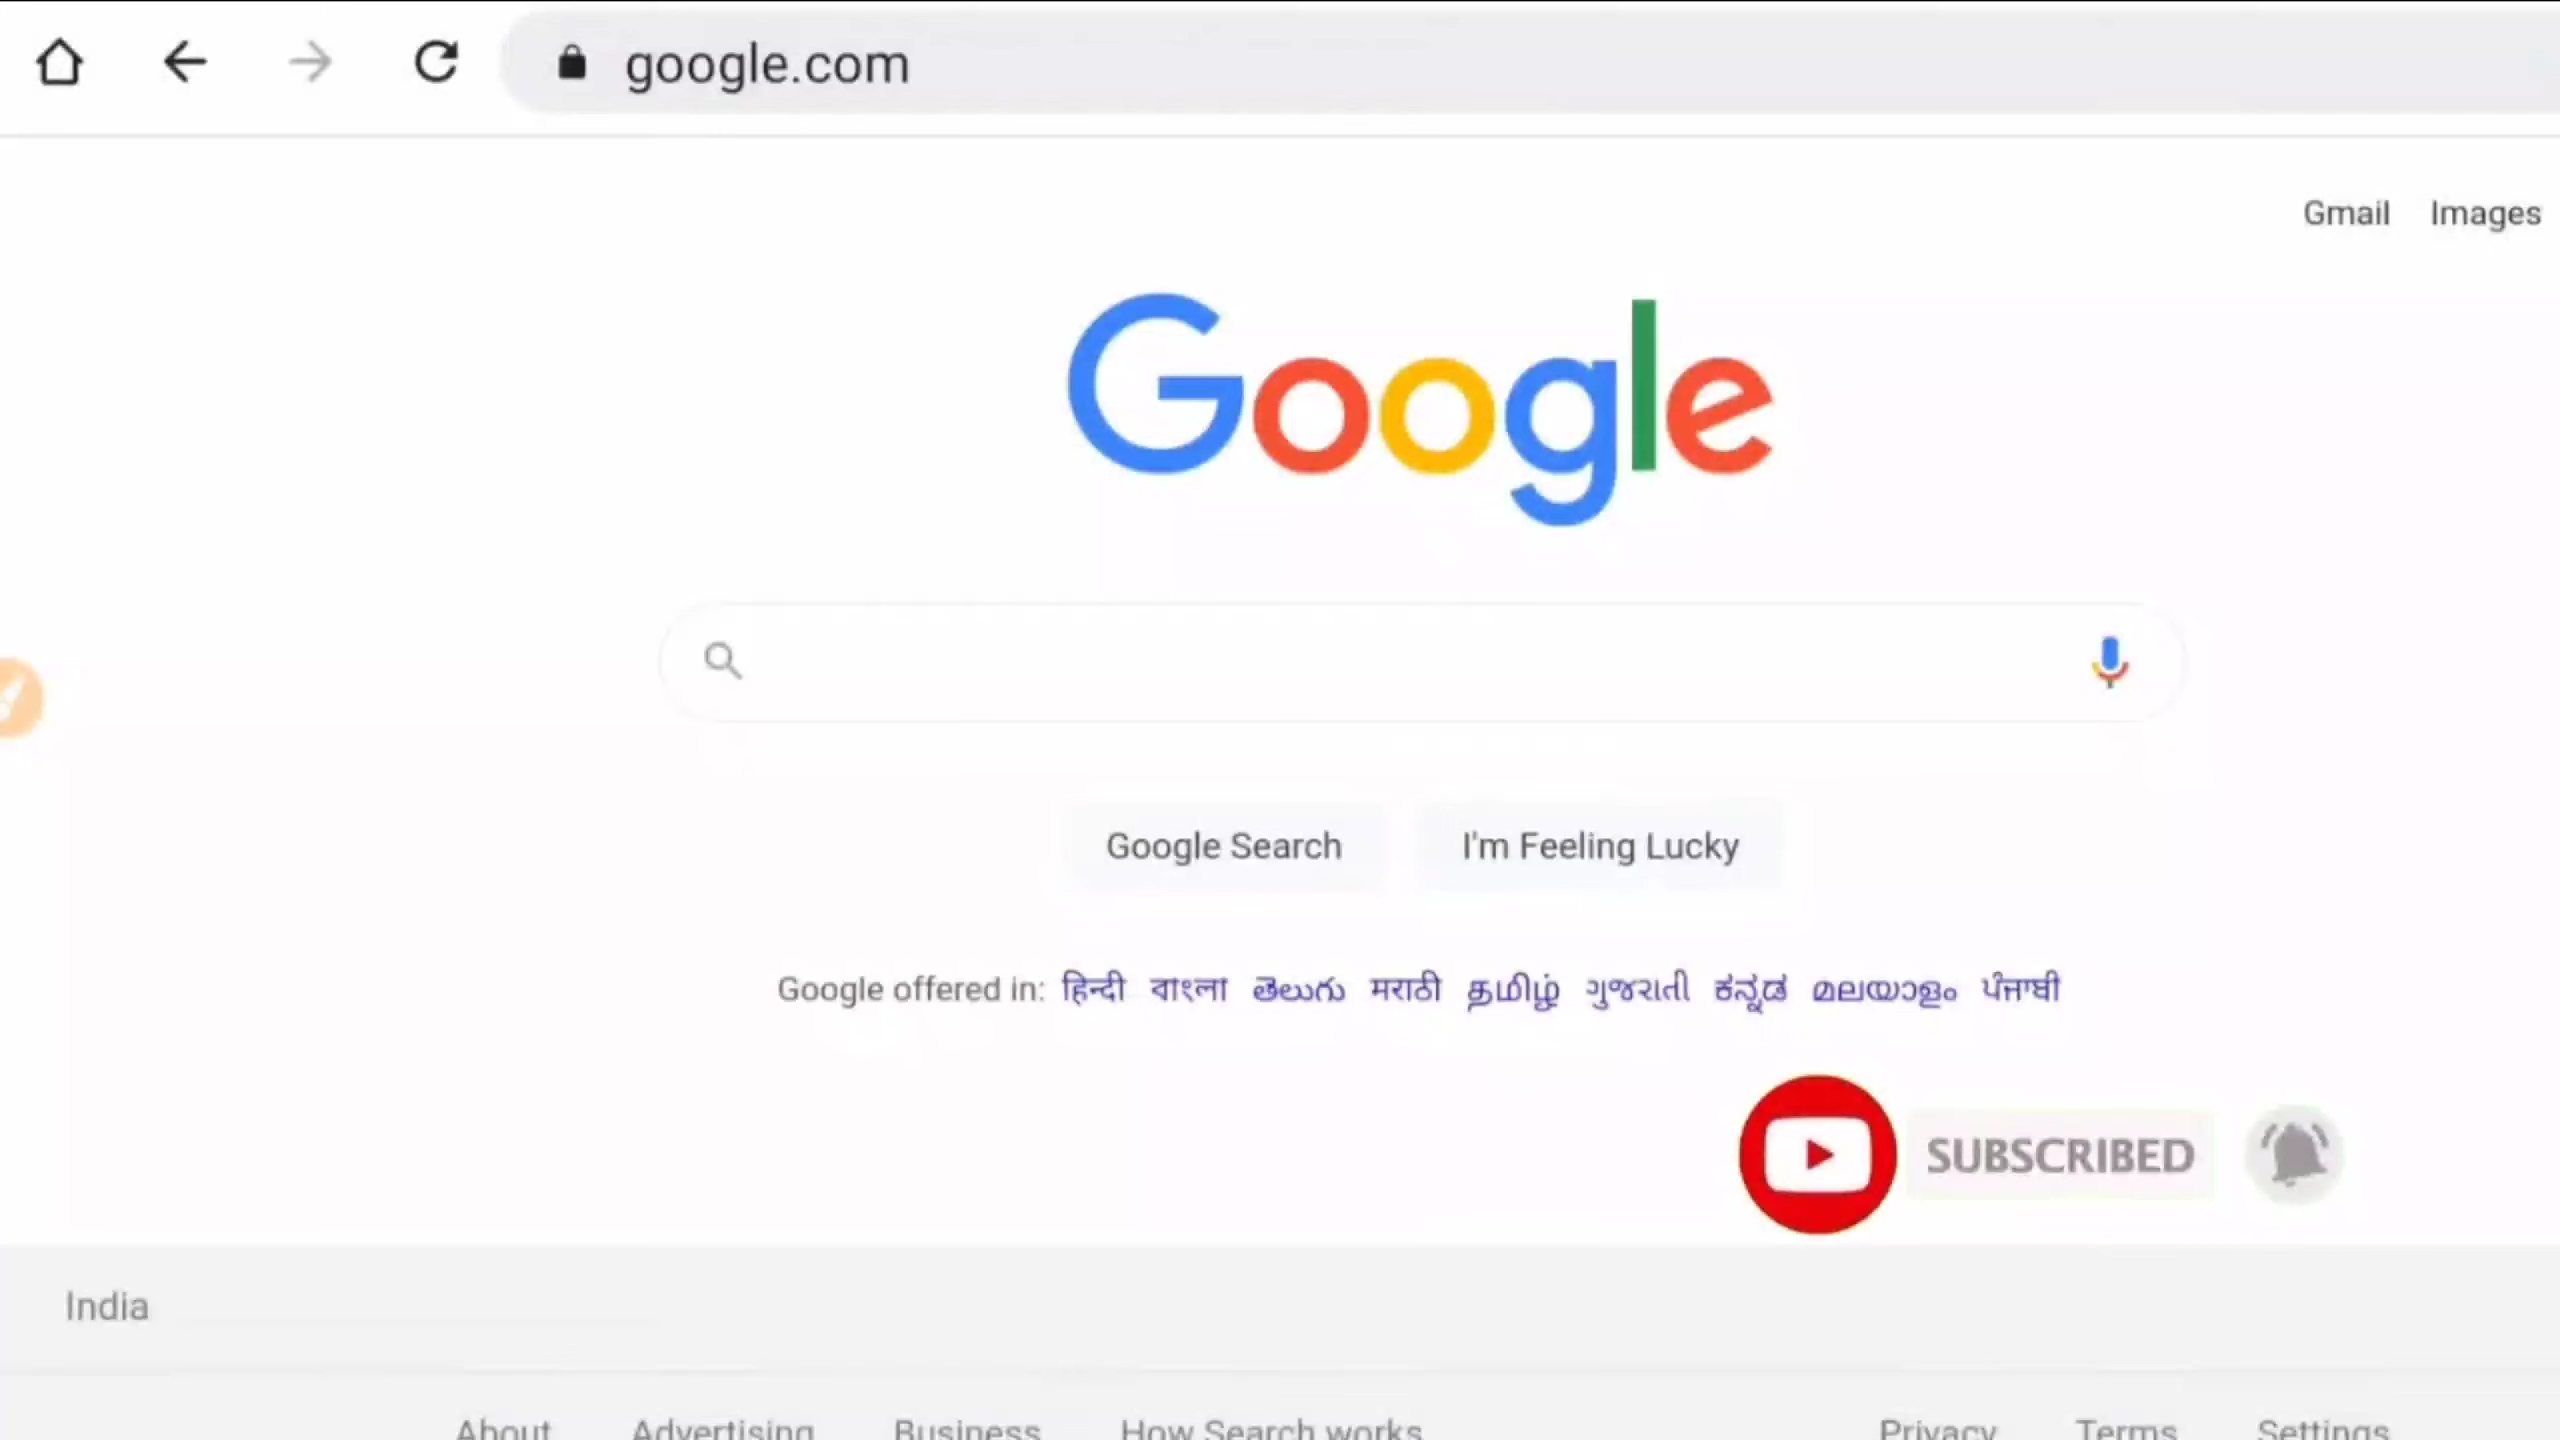 google.com
Gmail Images
Google
Google Search I'm Feeling Lucky
Google offered in: हिन्दी বাংলা తెలుగు मराठी தமிழ் ગુજરાતી ಕನ್ನಡ മലയാളം ਪੰਜਾਬੀ
SUBSCRIBED
India
About Advertising Business How Search works Privacy Terms Settings